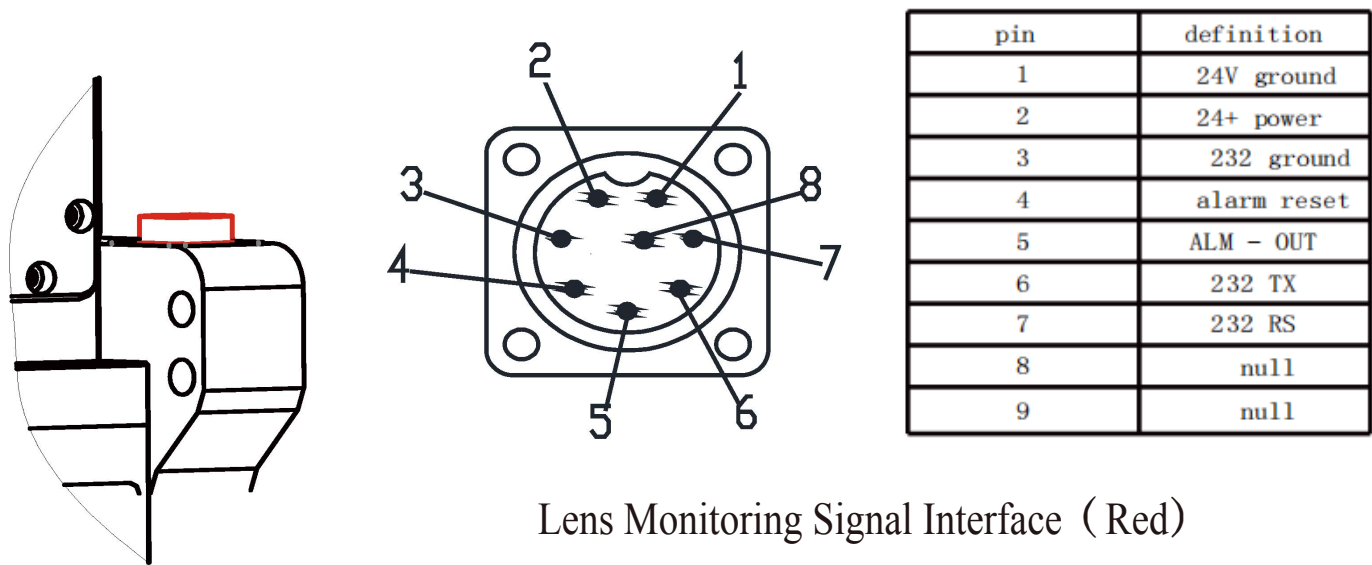 2
1
3
8
4
7
5
6
pin definition
1 24V ground
2 24+ power
3 232 ground
4 alarm reset
5 ALM - OUT
6 232 TX
7 232 RS
8 null
9 null
Lens Monitoring Signal Interface（Red）